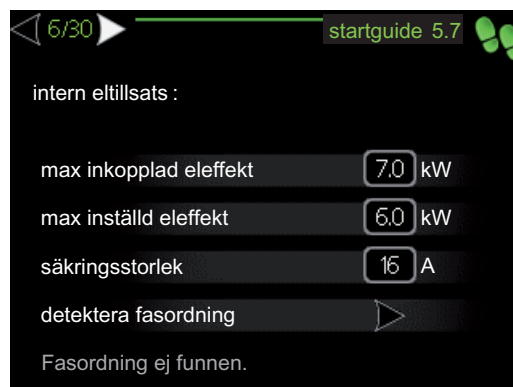 6/30 startguide 5.7
intern eltillsats :
max inkopplad eleffekt 7.0 kW
max inställd eleffekt 6.0 kW
säkringsstorlek 16 A
detektera fasordning
Fasordning ej funnen.